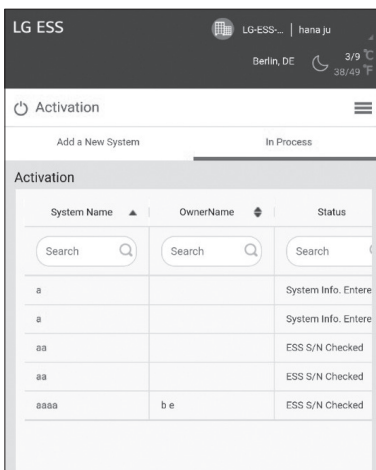 LG ESS
LG-ESS-... | hana ju
Berlin, DE 3/9 °C
38/49 °F
Activation
Add a New System In Process
Activation
System Name OwnerName Status
Search Search Search
a System Info. Entere
a System Info. Entere
aa ESS S/N Checked
aa ESS S/N Checked
aaaa b e ESS S/N Checked